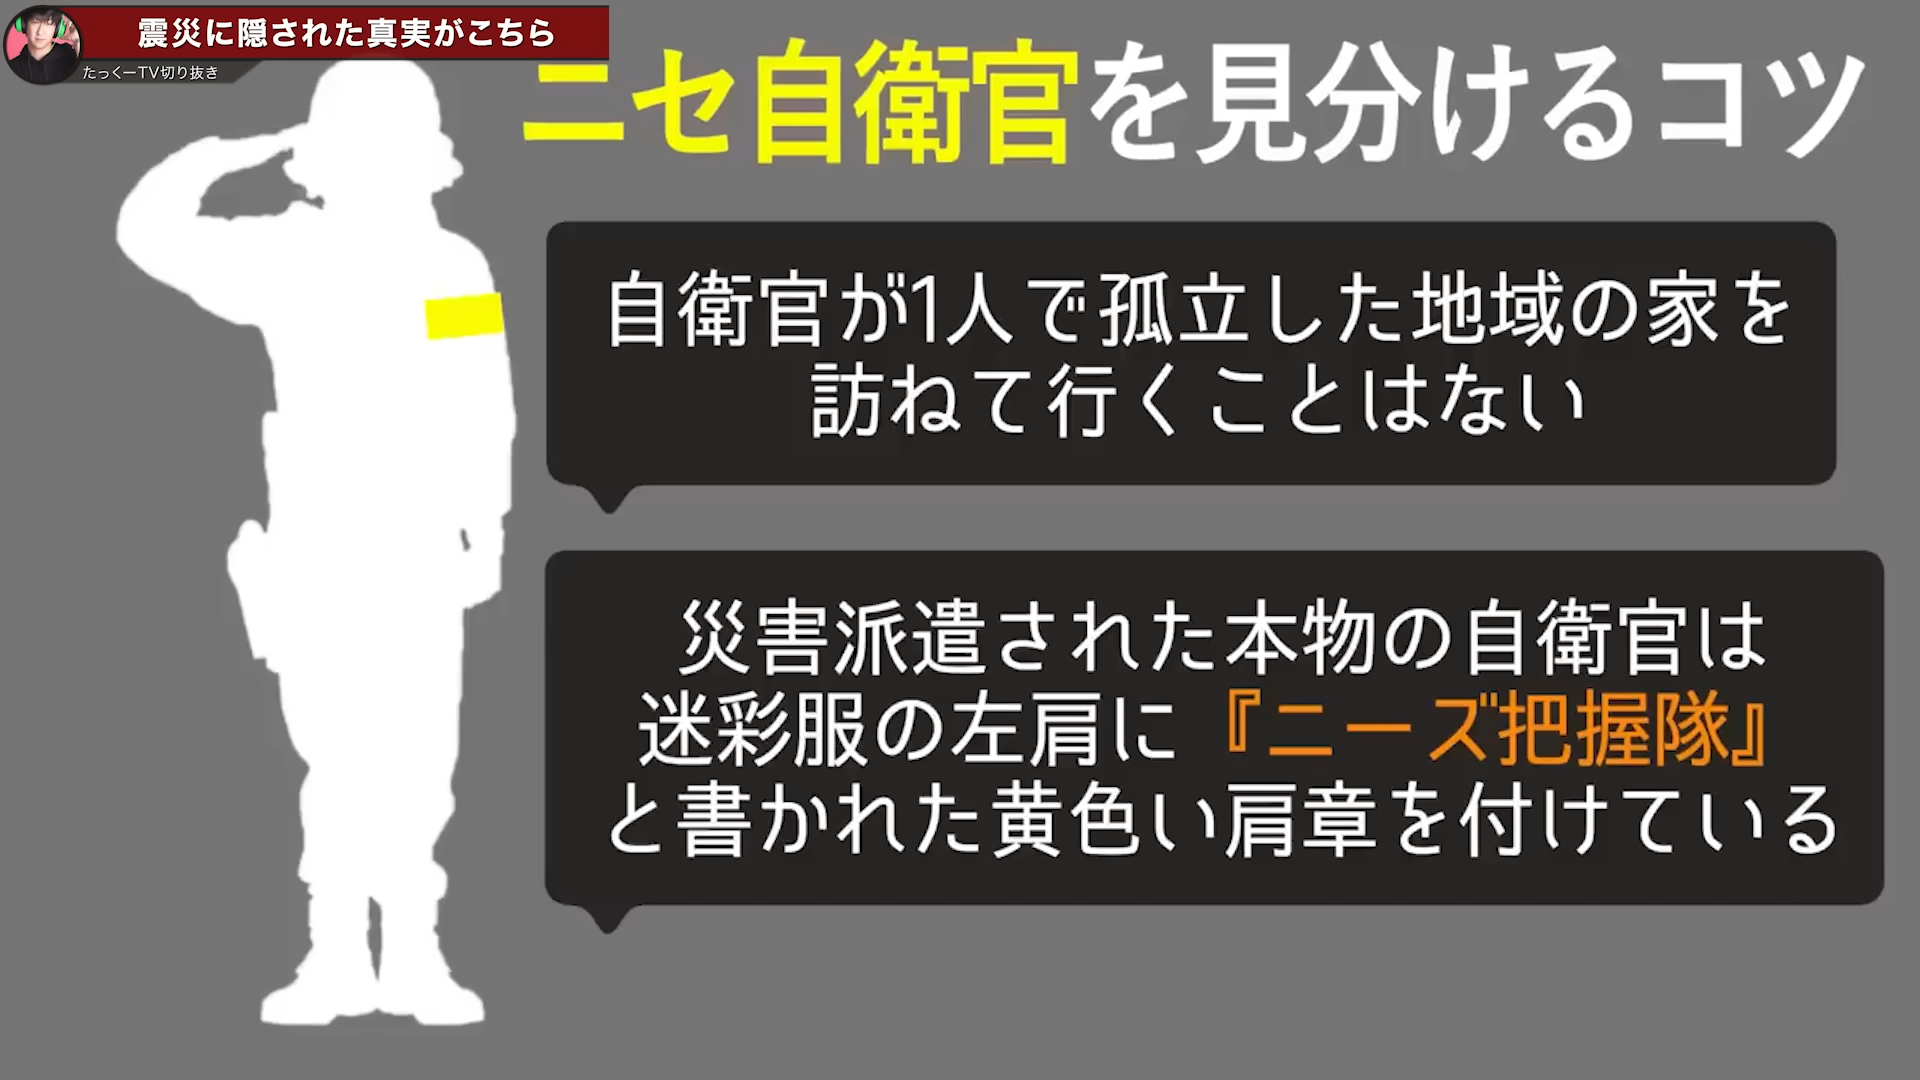 震災に隠された真実がこちら
たっくーTV切り抜き
ニセ自衛官を見分けるコツ
自衛官が1人で孤立した地域の家を
訪ねて行くことはない
災害派遣された本物の自衛官は
迷彩服の左肩に『ニーズ把握隊』
と書かれた黄色い肩章を付けている